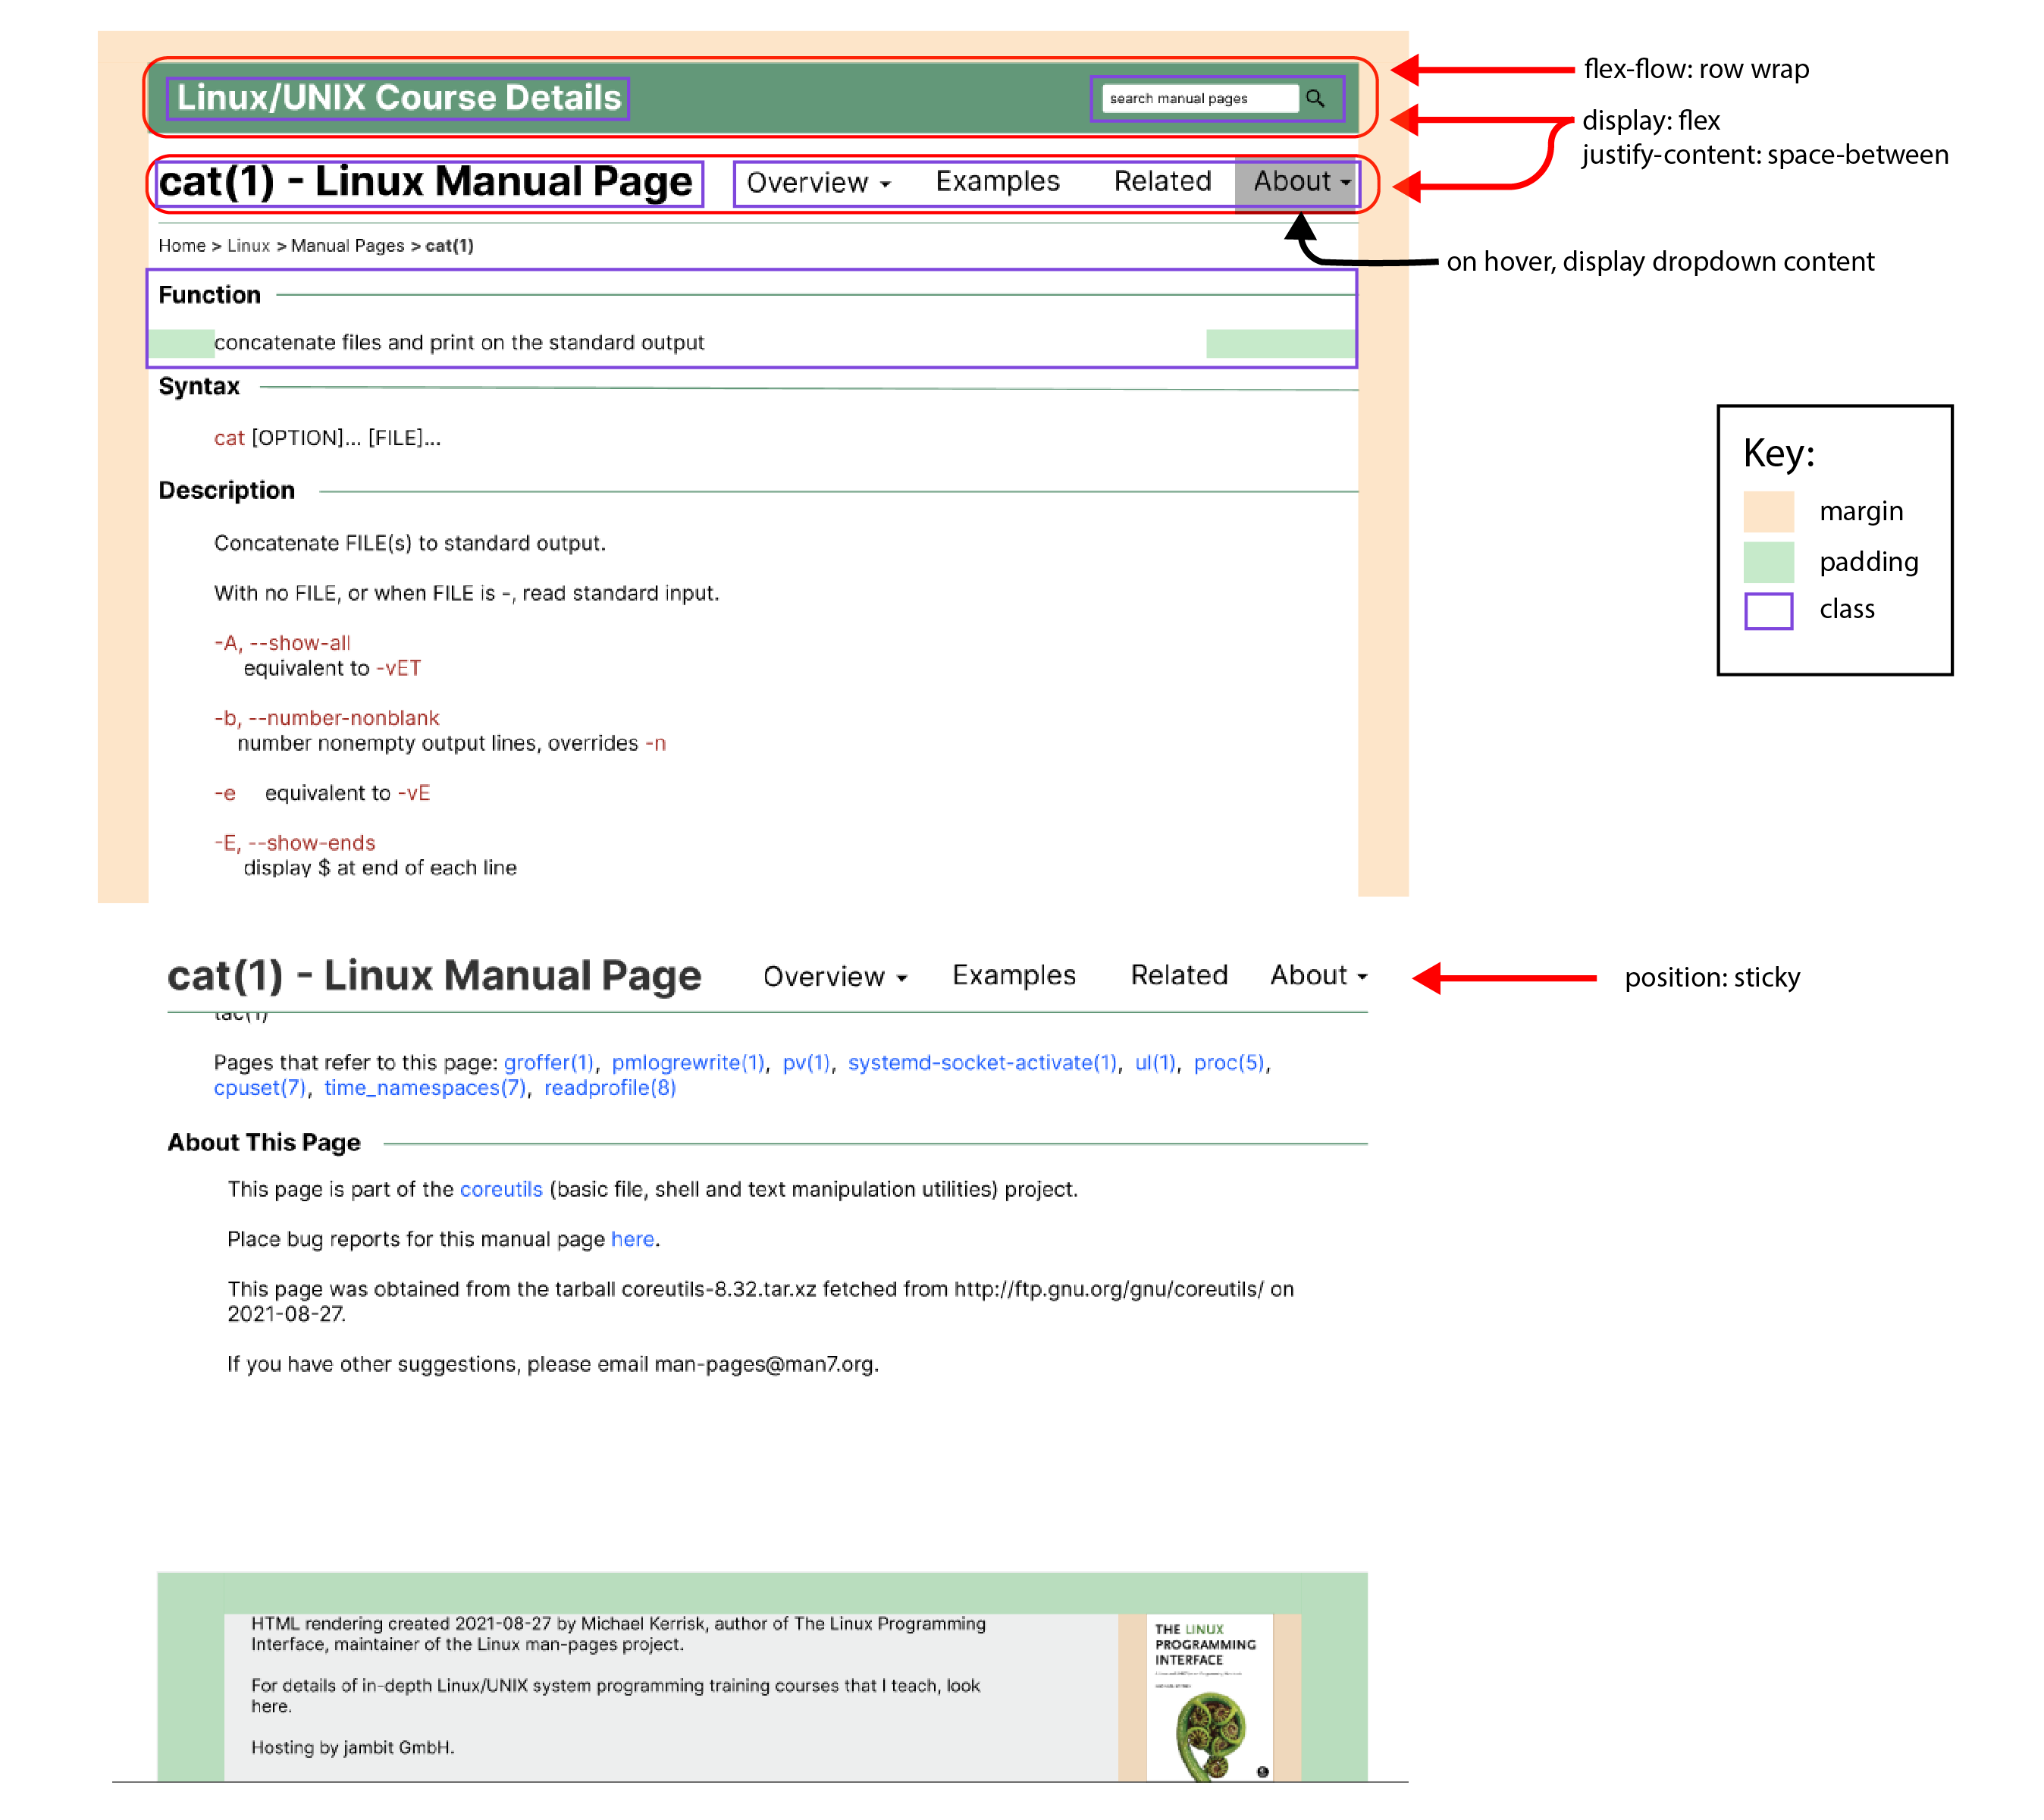 flex-flow: row wrap
Linux/UNIX Course Details
search manual pages
display: flex
justify-content: space-between
cat(1) - Linux Manual Page
Overview
Examples
Related
About
Home > Linux > Manual Pages > cat(1)
on hover, display dropdown content
Function
concatenate files and print on the standard output
Syntax
cat [OPTION]... [FILE]...
Key:
margin
padding
class
Description
Concatenate FILE(s) to standard output.
With no FILE, or when FILE is -, read standard input.
-A, --show-all
equivalent to -vET
-b, --number-nonblank
number nonempty output lines, overrides -n
-e equivalent to -vE
-E, --show-ends
display $ at end of each line
cat(1) - Linux Manual Page
Overview
Examples
Related
About
position: sticky
tac(1)
Pages that refer to this page: groffer(1), pmlogrewrite(1), pv(1), systemd-socket-activate(1), ul(1), proc(5),
cpuset(7), time_namespaces(7), readprofile(8)
About This Page
This page is part of the coreutils (basic file, shell and text manipulation utilities) project.
Place bug reports for this manual page here.
This page was obtained from the tarball coreutils-8.32.tar.xz fetched from http://ftp.gnu.org/gnu/coreutils/ on
2021-08-27.
If you have other suggestions, please email man-pages@man7.org.
HTML rendering created 2021-08-27 by Michael Kerrisk, author of The Linux Programming
Interface, maintainer of the Linux man-pages project.
For details of in-depth Linux/UNIX system programming training courses that I teach, look
here.
Hosting by jambit GmbH.
THE LINUX
PROGRAMMING
INTERFACE